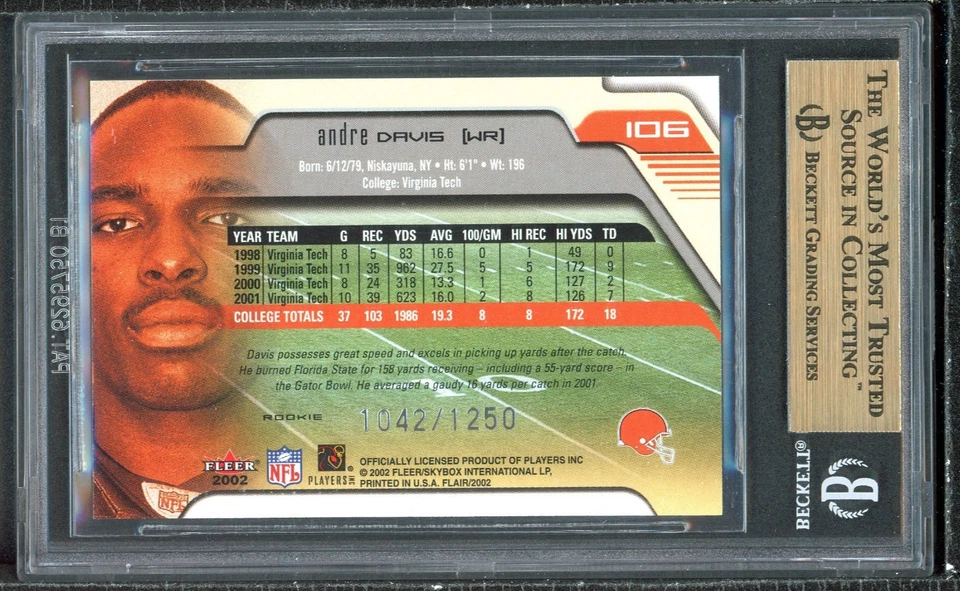 andre DAVIS [WR]
106
Born: 6/12/79, Niskayuna, NY • Ht: 6'1" • Wt: 196
College: Virginia Tech
YEAR TEAM G REC YDS AVG 100/GM HI REC HI YDS TD
1998 Virginia Tech 8 5 83 16.6 0 1 49 0
1999 Virginia Tech 11 35 962 27.5 5 5 172 9
2000 Virginia Tech 8 24 318 13.3 1 6 127 2
2001 Virginia Tech 10 39 623 16.0 2 8 126 7
COLLEGE TOTALS 37 103 1986 19.3 8 8 172 18
Davis possesses great speed and excels in picking up yards after the catch.
He burned Florida State for 158 yards receiving – including a 55-yard score – in
the Gator Bowl. He averaged a gaudy 16 yards per catch in 2001.
ROOKIE 1042/1250
FLEER
2002
NFL
PLAYERS INC
OFFICIALLY LICENSED PRODUCT OF PLAYERS INC
© 2002 FLEER/SKYBOX INTERNATIONAL LP,
PRINTED IN U.S.A. FLAIR/2002
NFL
THE WORLD'S MOST TRUSTED
SOURCE IN COLLECTING™
B BECKETT GRADING SERVICES
BECKETT®
B
PAT. 6925739 B1